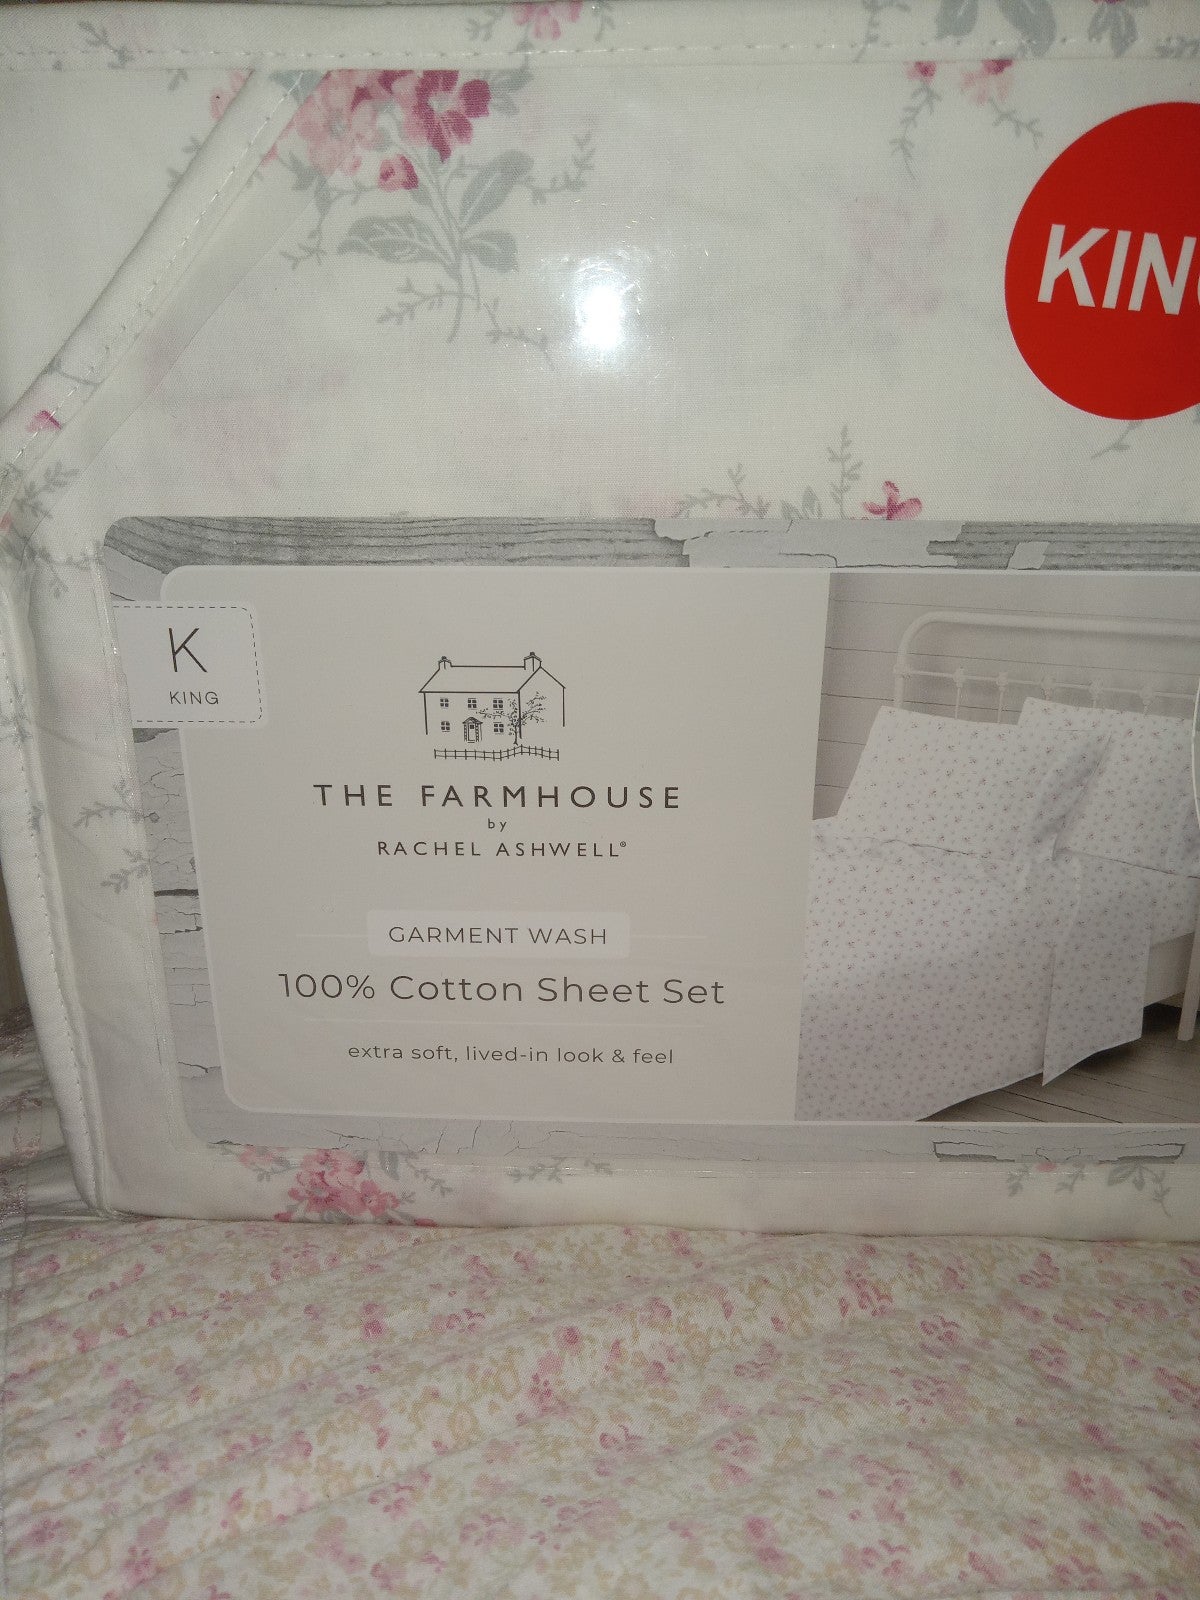 KIN
K
KING
THE FARMHOUSE
by
RACHEL ASHWELL®
GARMENT WASH
100% Cotton Sheet Set
extra soft, lived-in look & feel